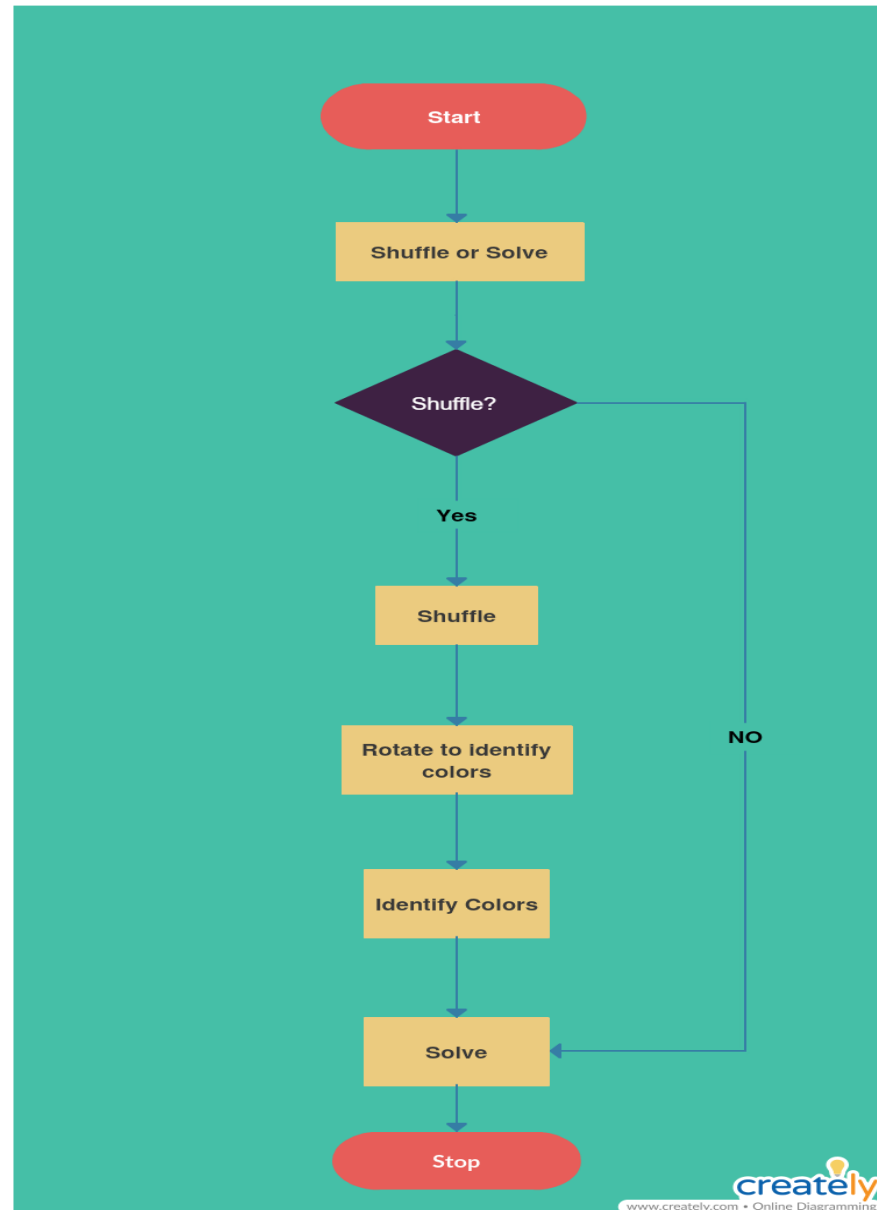 Start
Shuffle or Solve
Shuffle?
Yes
Shuffle
Rotate to identify
colors
NO
Identify Colors
Solve
Stop
creately
www.creately.com • Online Diagramming